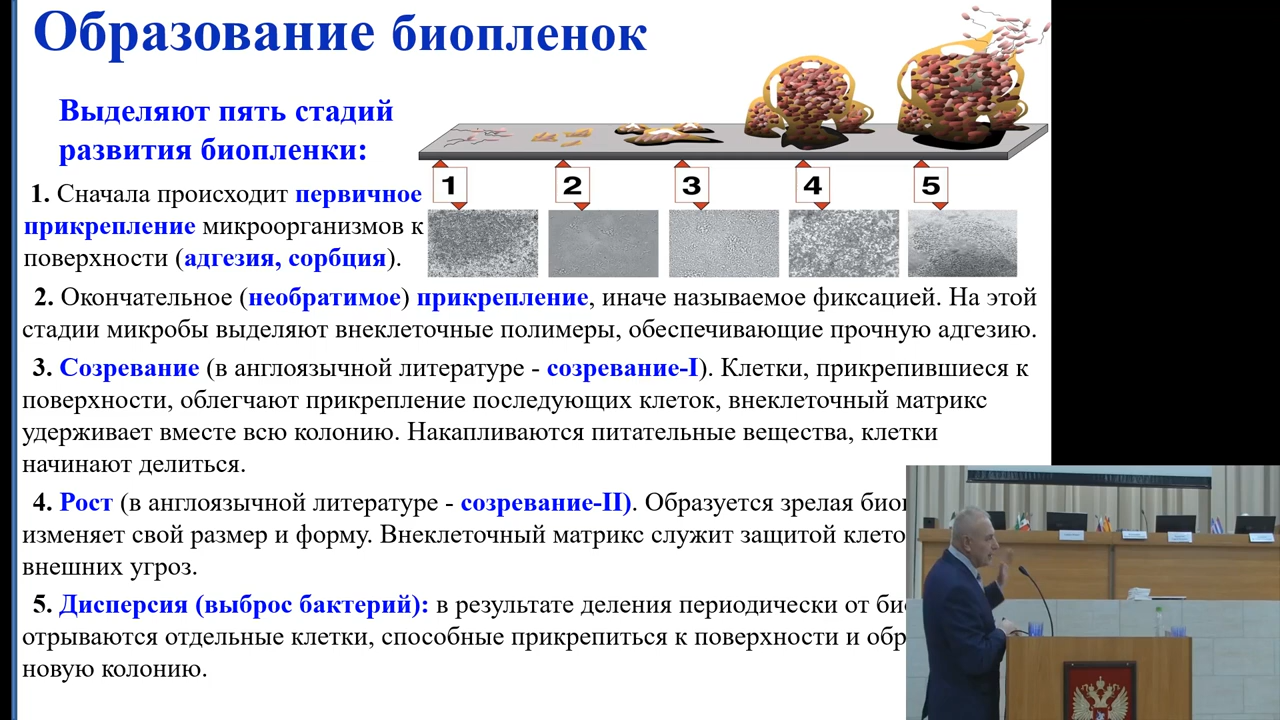 Образование биопленок
Выделяют пять стадий
развития биопленки:
1. Сначала происходит первичное
прикрепление микроорганизмов к
поверхности (адгезия, сорбция).
1 2 3 4 5
2. Окончательное (необратимое) прикрепление, иначе называемое фиксацией. На этой
стадии микробы выделяют внеклеточные полимеры, обеспечивающие прочную адгезию.
3. Созревание (в англоязычной литературе - созревание-I). Клетки, прикрепившиеся к
поверхности, облегчают прикрепление последующих клеток, внеклеточный матрикс
удерживает вместе всю колонию. Накапливаются питательные вещества, клетки
начинают делиться.
4. Рост (в англоязычной литературе - созревание-II). Образуется зрелая
изменяет свой размер и форму. Внеклеточный матрикс служит защитой
внешних угроз.
5. Дисперсия (выброс бактерий): в результате деления периодически от
отрываются отдельные клетки, способные прикрепиться к поверхности и
новую колонию.